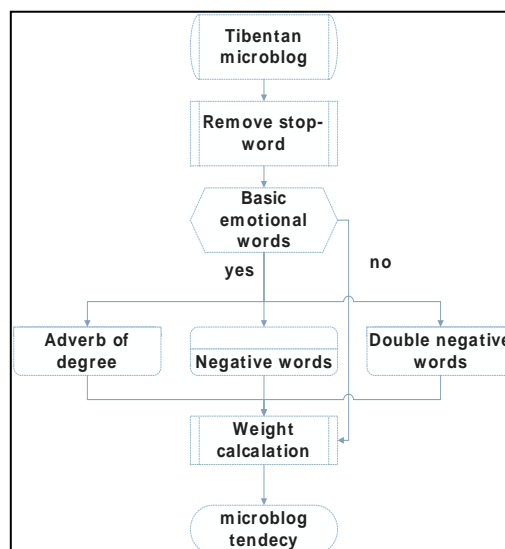 Tibentan
microblog
Remove stop-
word
Basic
emotional
words
yes
no
Adverb of
degree
Negative words
Double negative
words
Weight
calcalation
microblog
tendecy